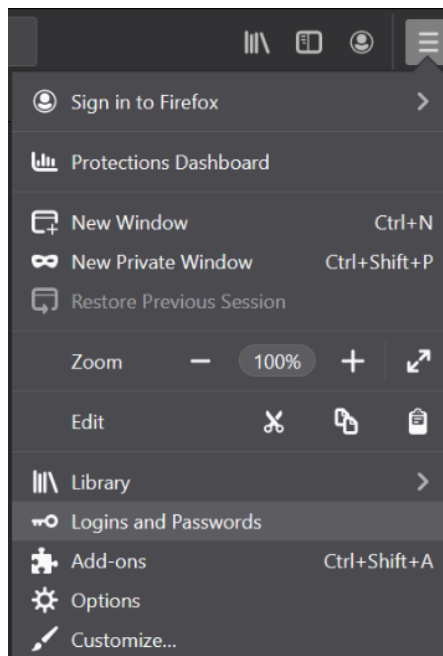 Sign in to Firefox
Protections Dashboard
New Window Ctrl+N
New Private Window Ctrl+Shift+P
Restore Previous Session
Zoom 100%
Edit
Library
Logins and Passwords
Add-ons Ctrl+Shift+A
Options
Customize...